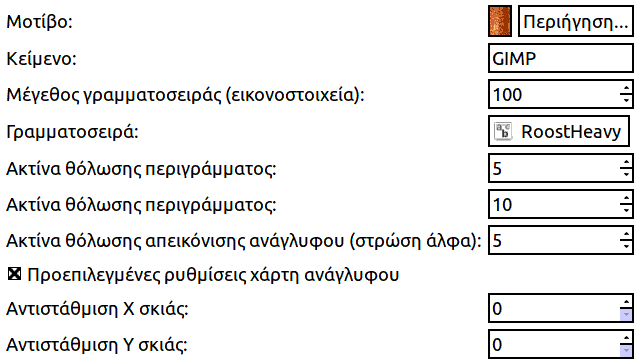 Μοτίβο: Περιήγηση...
Κείμενο: GIMP
Μέγεθος γραμματοσειράς (εικονοστοιχεία): 100
Γραμματοσειρά: RoostHeavy
Ακτίνα θόλωσης περιγράμματος: 5
Ακτίνα θόλωσης περιγράμματος: 10
Ακτίνα θόλωσης απεικόνισης ανάγλυφου (στρώση άλφα): 5
Προεπιλεγμένες ρυθμίσεις χάρτη ανάγλυφου
Αντιστάθμιση Χ σκιάς: 0
Αντιστάθμιση Υ σκιάς: 0